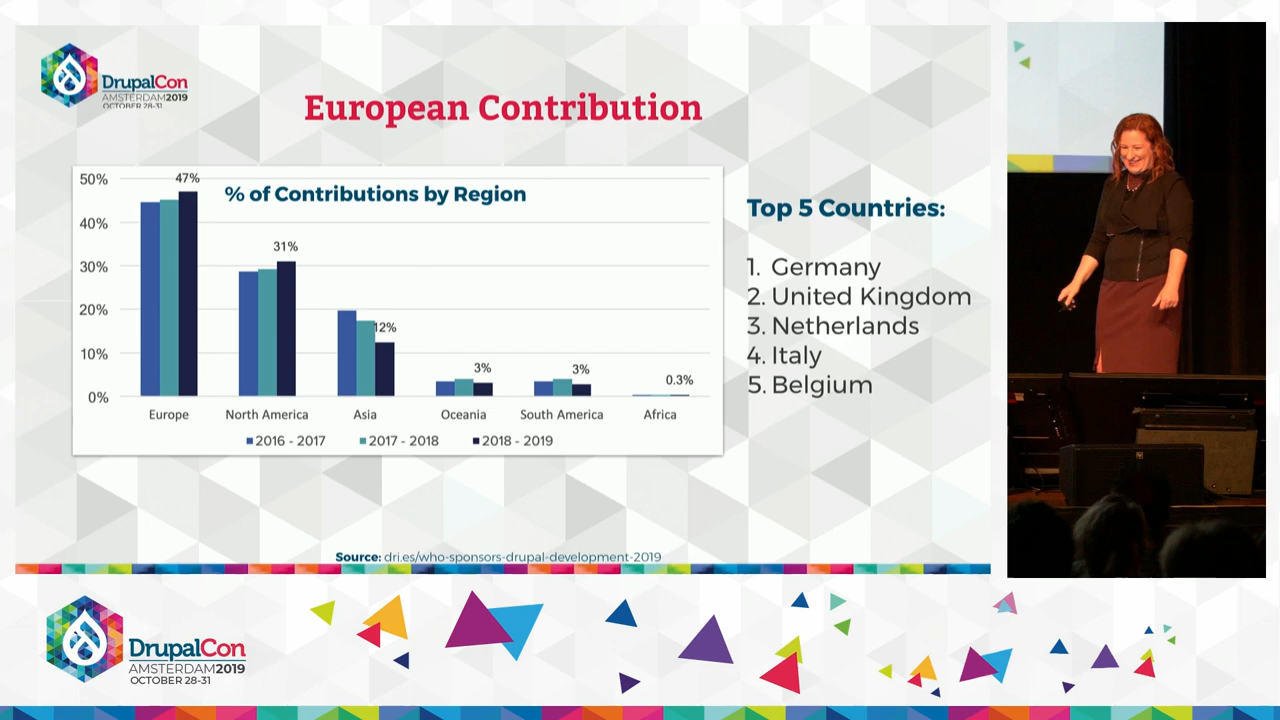 DrupalCon
AMSTERDAM2019
OCTOBER 28-31
European Contribution
% of Contributions by Region
50%
40%
30%
20%
10%
0%
47%
31%
12%
3%
3%
0.3%
Europe
North America
Asia
Oceania
South America
Africa
2016 - 2017
2017 - 2018
2018 - 2019
Top 5 Countries:
1. Germany
2. United Kingdom
3. Netherlands
4. Italy
5. Belgium
Source: dri.es/who-sponsors-drupal-development-2019
DrupalCon
AMSTERDAM2019
OCTOBER 28-31